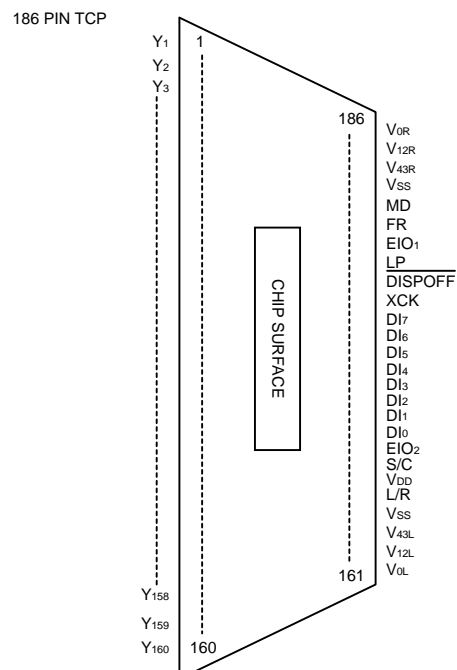 186 PIN TCP
Y1
Y2
Y3
Y158
Y159
Y160
1
160
CHIP SURFACE
186
161
V0R
V12R
V43R
VSS
MD
FR
EIO1
LP
DISPOFF
XCK
DI7
DI6
DI5
DI4
DI3
DI2
DI1
DI0
EIO2
S/C
VDD
L/R
VSS
V43L
V12L
V0L